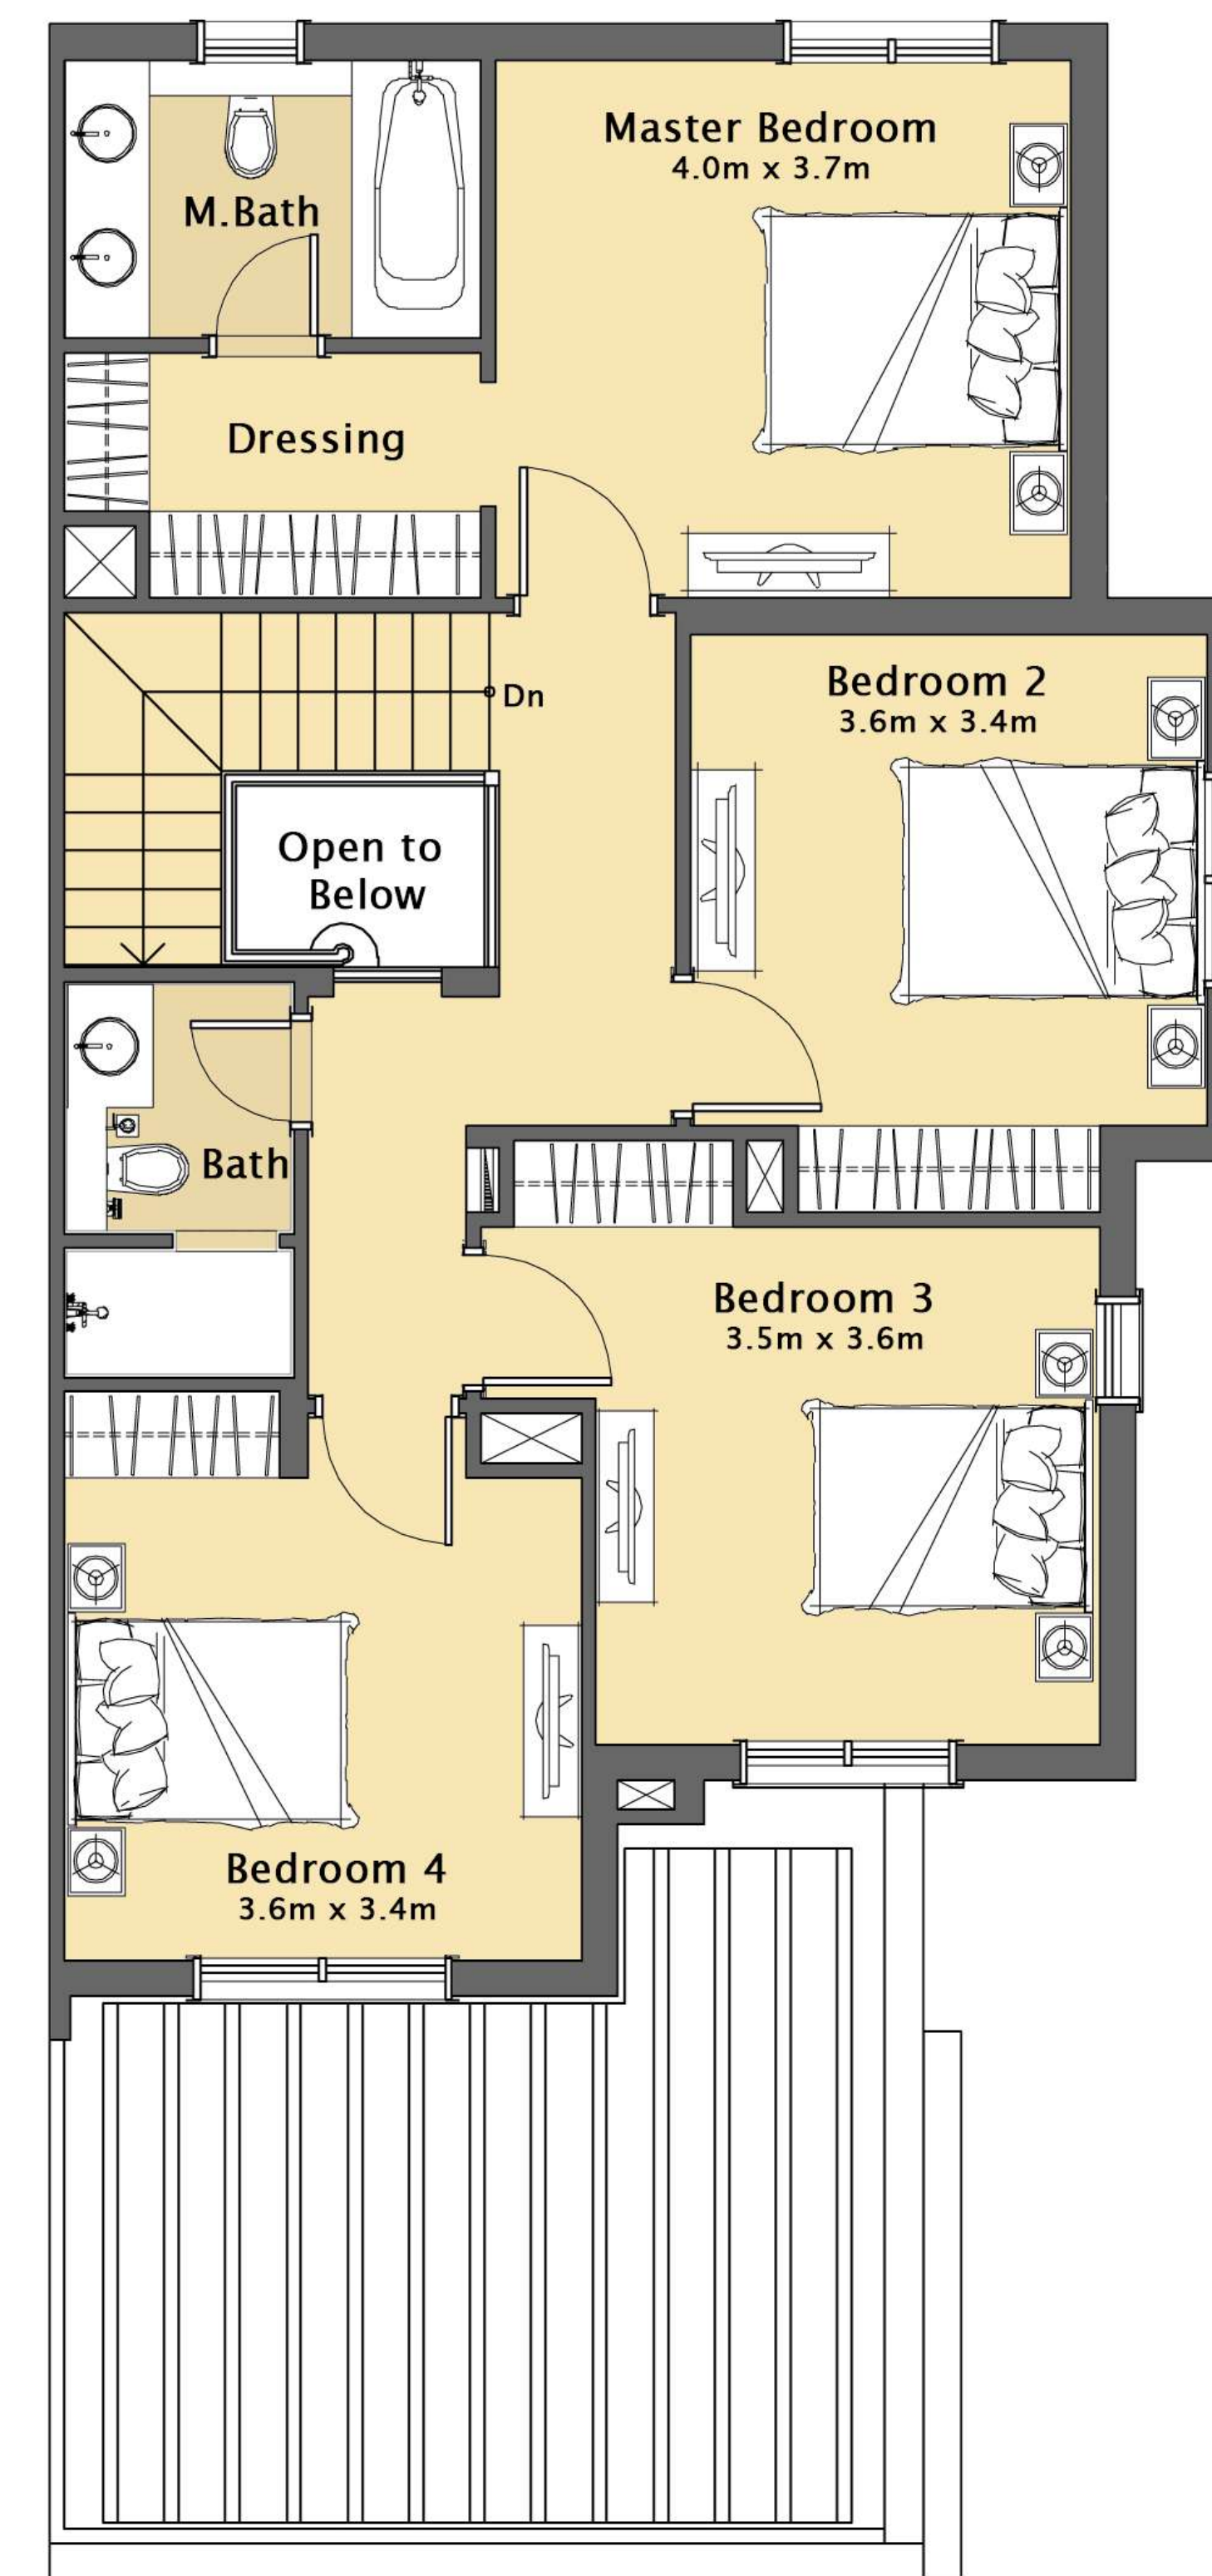 Master Bedroom
4.0m x 3.7m
M.Bath
Dressing
Bedroom 2
3.6m x 3.4m
Dn
Open to
Below
Bath
Bedroom 3
3.5m x 3.6m
Bedroom 4
3.6m x 3.4m